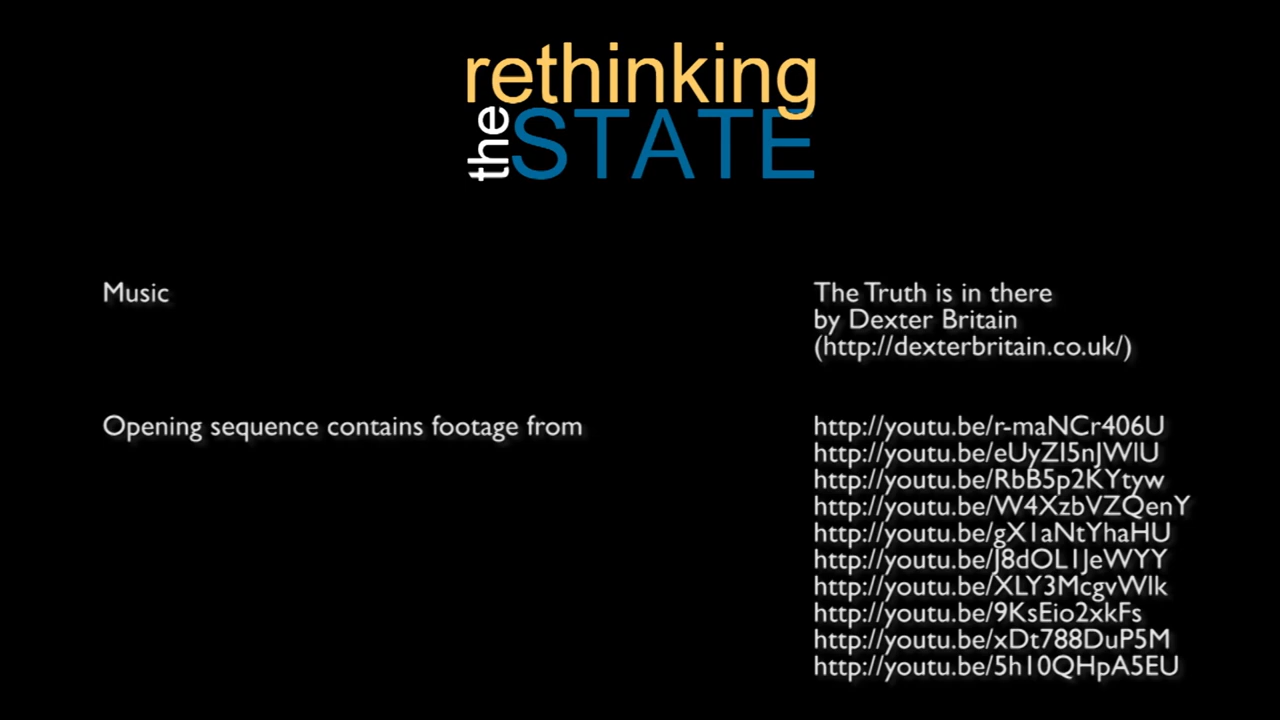 rethinking
the STATE
Music
The Truth is in there
by Dexter Britain
(http://dexterbritain.co.uk/)
Opening sequence contains footage from
http://youtu.be/r-maNCr406U
http://youtu.be/eUyZI5nJWlU
http://youtu.be/RbB5p2KYtyw
http://youtu.be/W4XzbVZQenY
http://youtu.be/gX1aNtYhaHU
http://youtu.be/J8dOL1JeWYY
http://youtu.be/XLY3McgvWlk
http://youtu.be/9KsEio2xkFs
http://youtu.be/xDt788DuP5M
http://youtu.be/5h10QHpA5EU